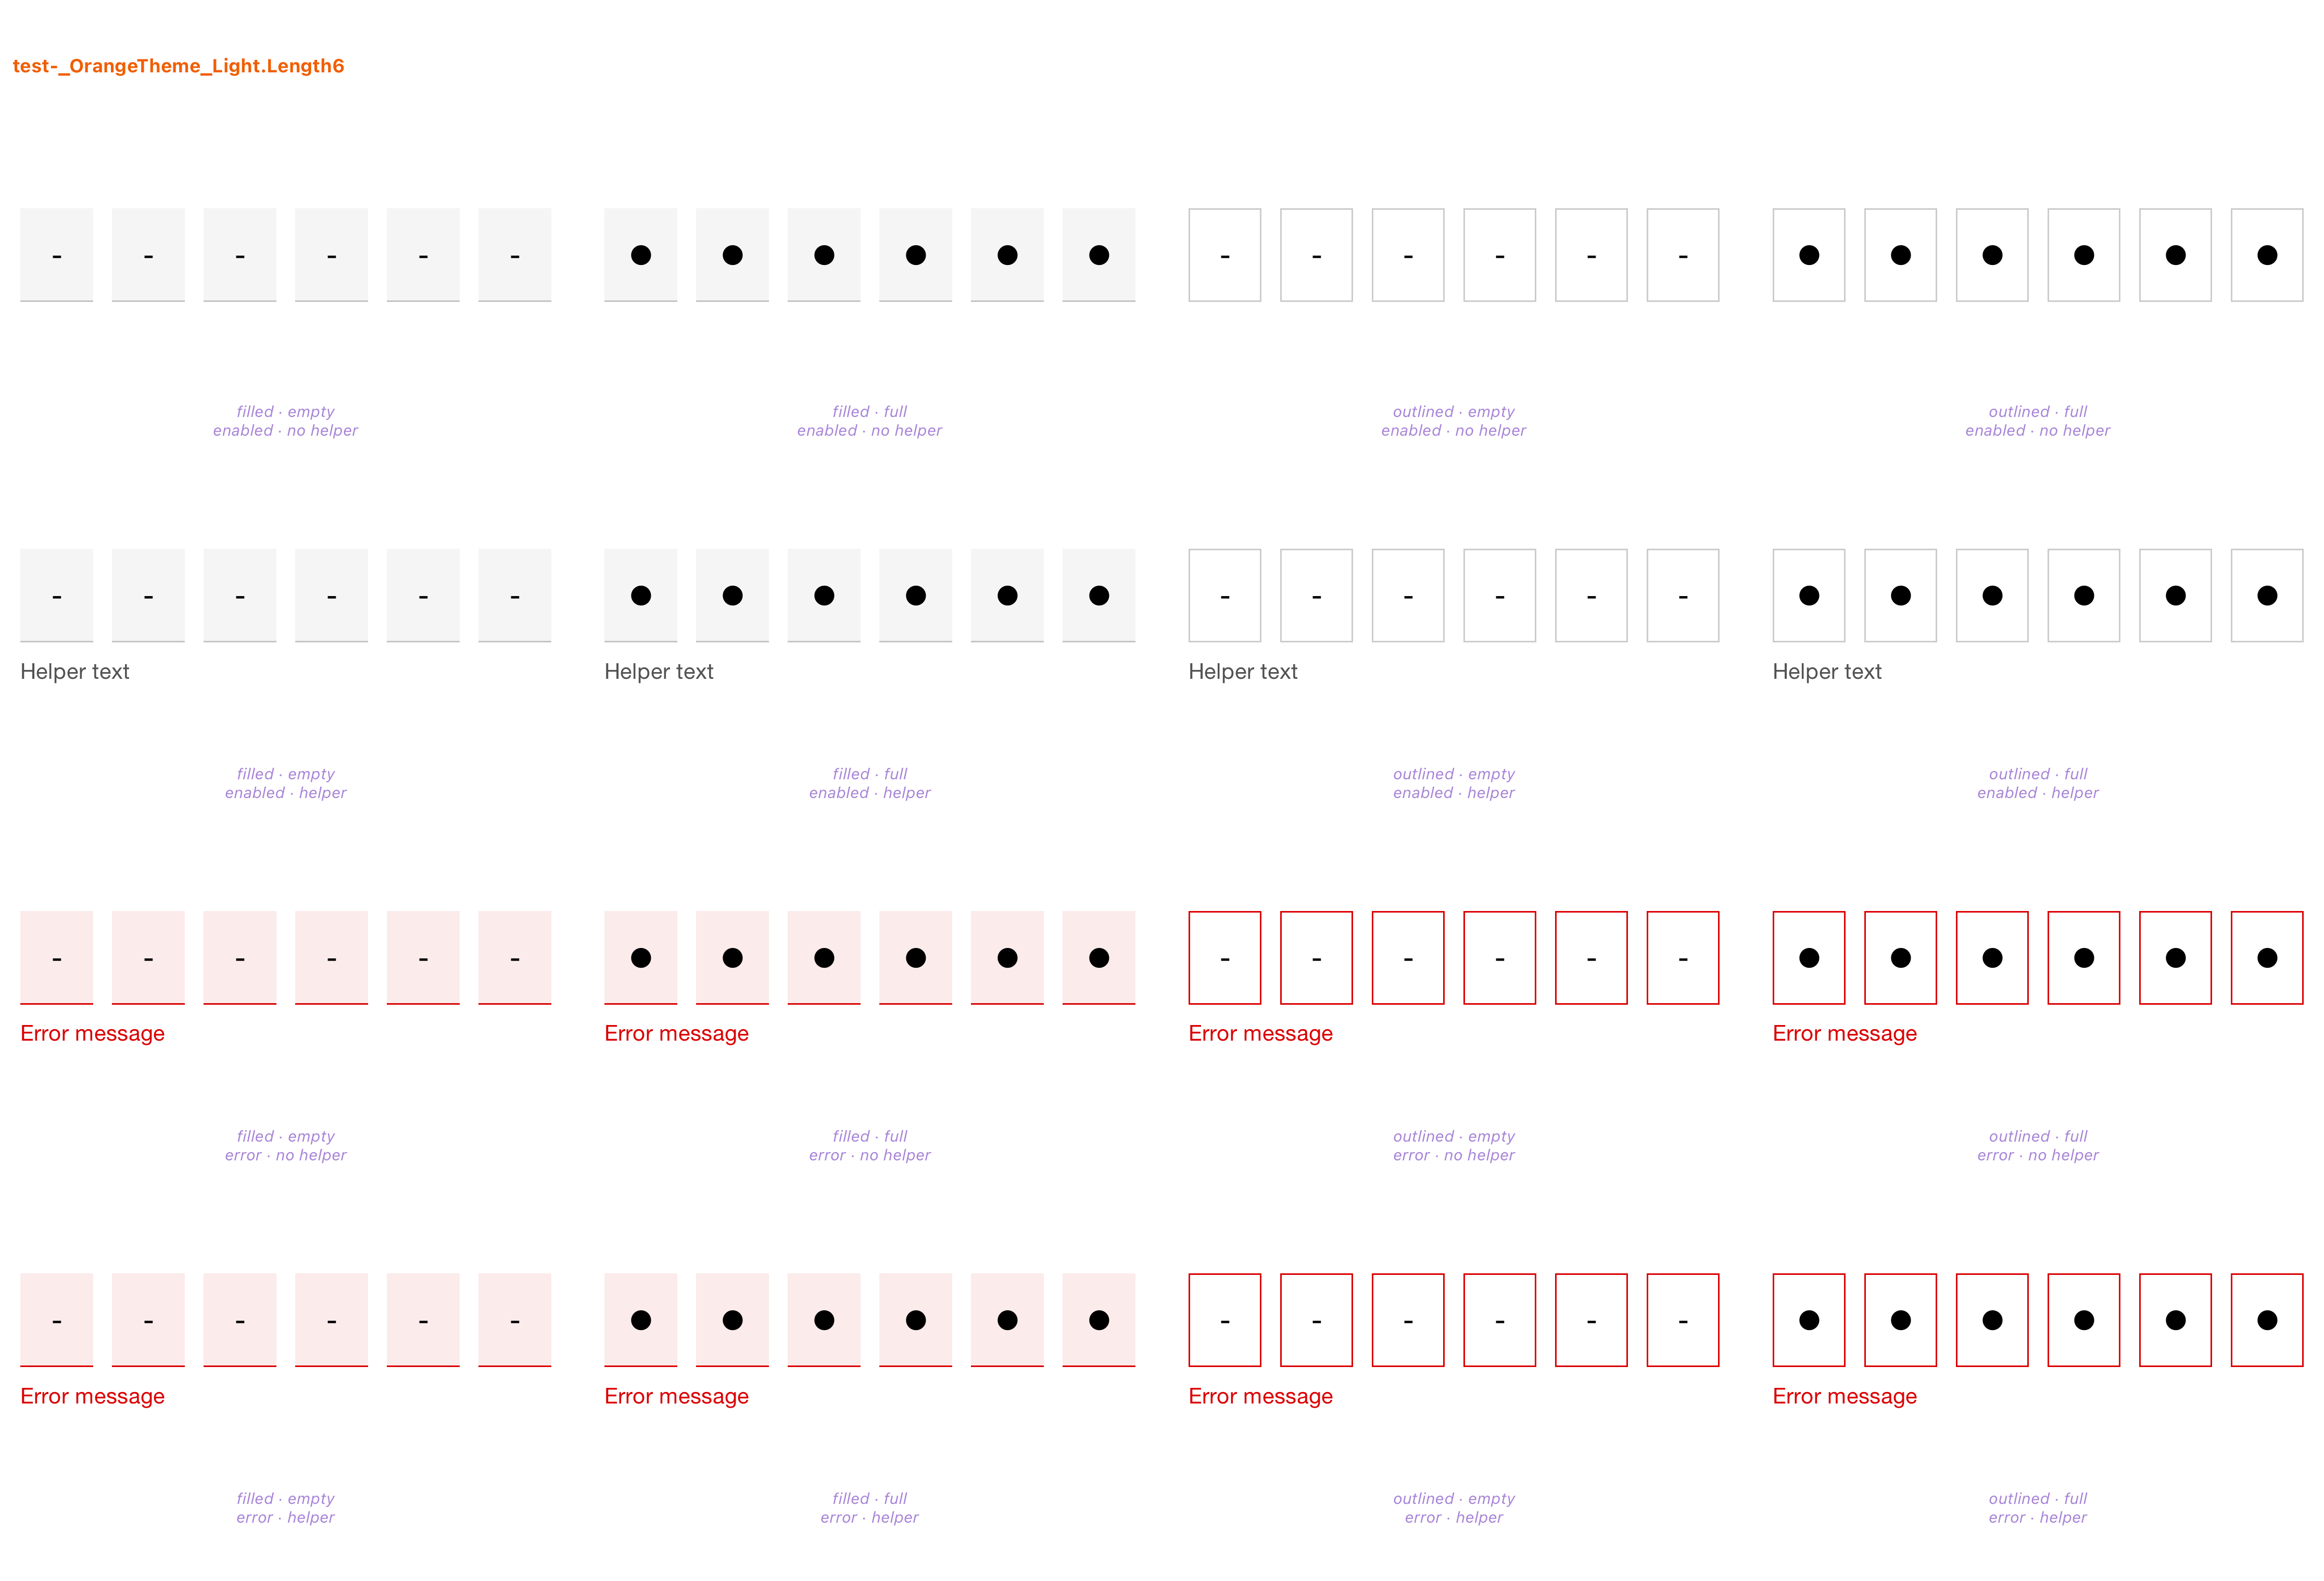 test-_OrangeTheme_Light.Length6
- - - - - - ● ● ● ● ● ● - - - - - - ● ● ● ● ● ●
filled · empty filled · full outlined · empty outlined · full
enabled · no helper enabled · no helper enabled · no helper enabled · no helper
- - - - - - ● ● ● ● ● ● - - - - - - ● ● ● ● ● ●
Helper text Helper text Helper text Helper text
filled · empty filled · full outlined · empty outlined · full
enabled · helper enabled · helper enabled · helper enabled · helper
- - - - - - ● ● ● ● ● ● - - - - - - ● ● ● ● ● ●
Error message Error message Error message Error message
filled · empty filled · full outlined · empty outlined · full
error · no helper error · no helper error · no helper error · no helper
- - - - - - ● ● ● ● ● ● - - - - - - ● ● ● ● ● ●
Error message Error message Error message Error message
filled · empty filled · full outlined · empty outlined · full
error · helper error · helper error · helper error · helper